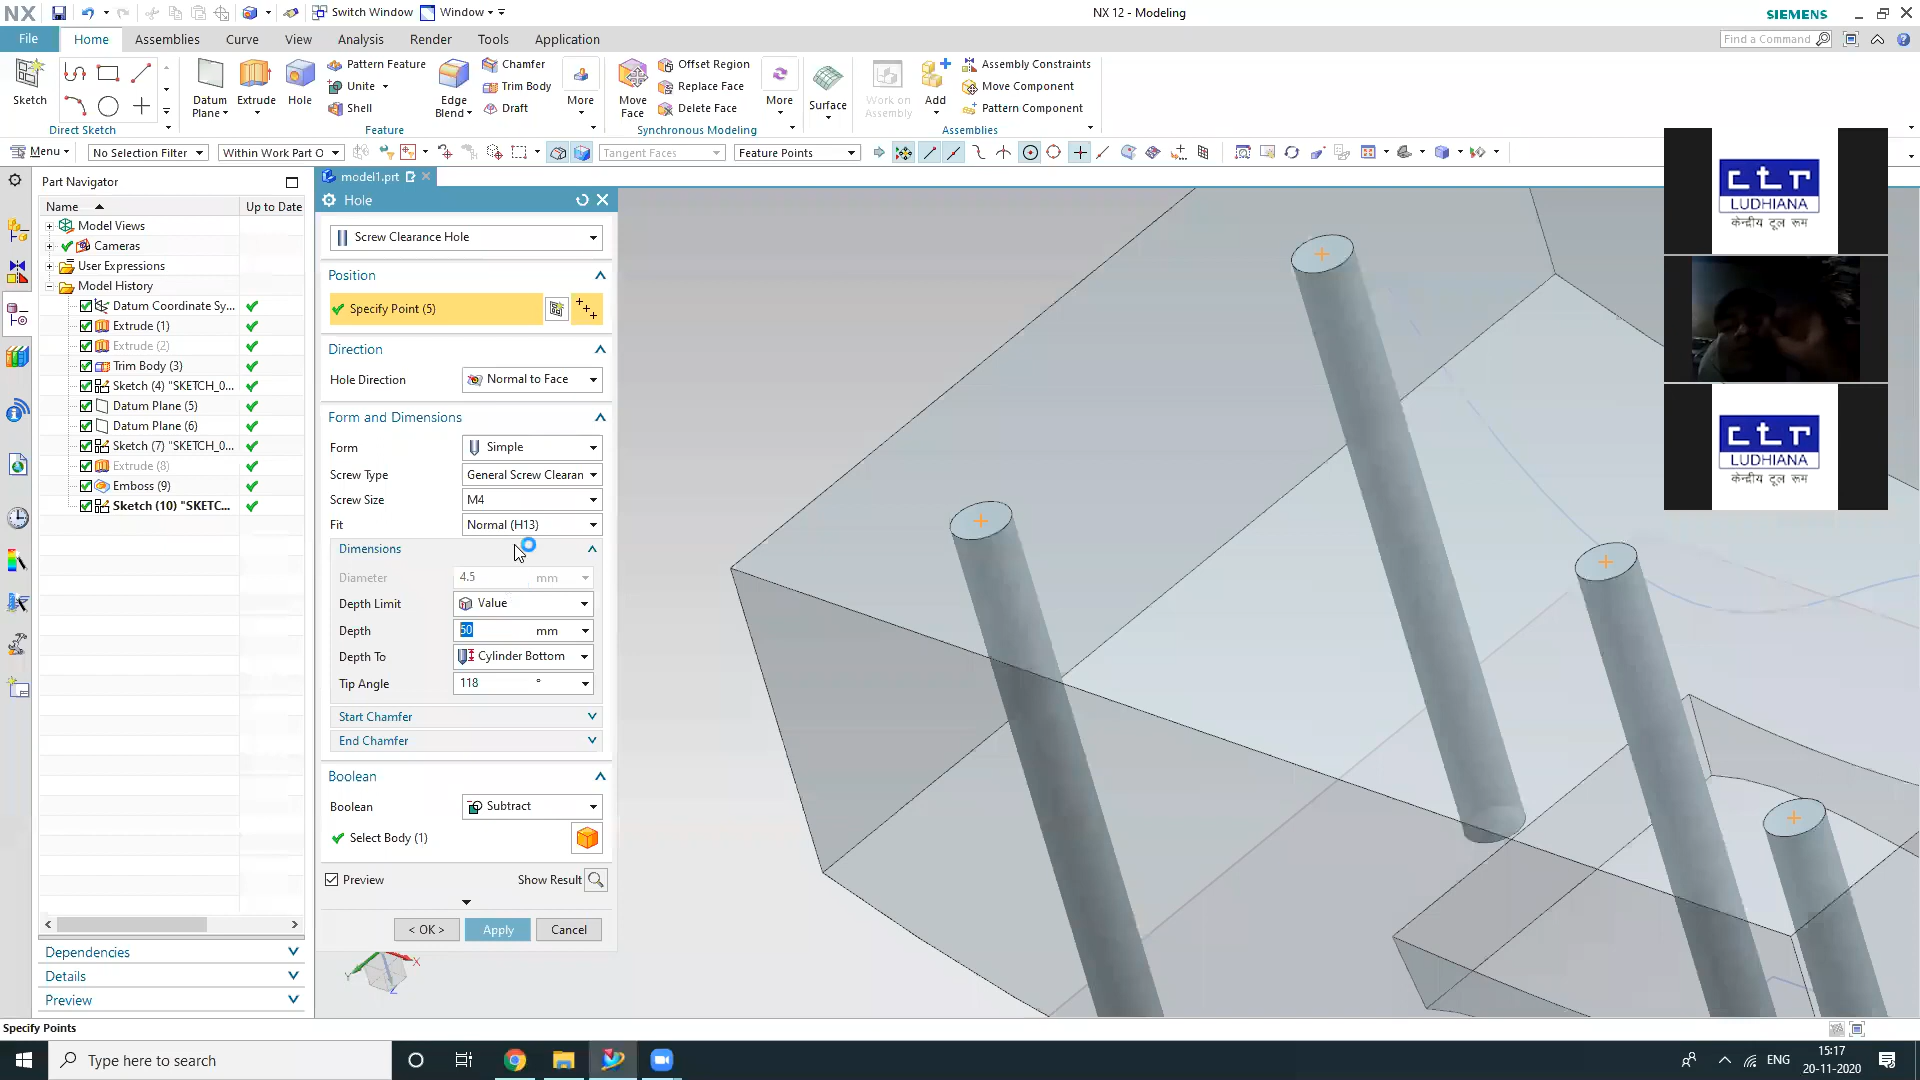 NX
Switch Window
Window
NX 12 - Modeling
SIEMENS
File
Home
Assemblies
Curve
View
Analysis
Render
Tools
Application
Find a Command
Sketch
Direct Sketch
Datum Plane
Extrude
Hole
Pattern Feature
Unite
Shell
Edge Blend
Chamfer
Trim Body
Draft
More
Feature
Move Face
Offset Region
Replace Face
Delete Face
More
Synchronous Modeling
Surface
Work on Assembly
Add
Assembly Constraints
Move Component
Pattern Component
Assemblies
Menu
No Selection Filter
Within Work Part O
Tangent Faces
Feature Points
Part Navigator
Name
Up to Date
Model Views
Cameras
User Expressions
Model History
Datum Coordinate Sy...
Extrude (1)
Extrude (2)
Trim Body (3)
Sketch (4) "SKETCH_0...
Datum Plane (5)
Datum Plane (6)
Sketch (7) "SKETCH_0...
Extrude (8)
Emboss (9)
Sketch (10) "SKETC...
Dependencies
Details
Preview
model1.prt
Hole
Screw Clearance Hole
Position
Specify Point (5)
Direction
Hole Direction
Normal to Face
Form and Dimensions
Form
Simple
Screw Type
General Screw Clearan
Screw Size
M4
Fit
Normal (H13)
Dimensions
Diameter
4.5 mm
Depth Limit
Value
Depth
50 mm
Depth To
Cylinder Bottom
Tip Angle
118 °
Start Chamfer
End Chamfer
Boolean
Boolean
Subtract
Select Body (1)
Preview
Show Result
< OK >
Apply
Cancel
X
Y
Z
ctr
LUDHIANA
केन्दीय टूल रूम
ctr
LUDHIANA
केन्दीय टूल रूम
Specify Points
Type here to search
ENG
15:17
20-11-2020